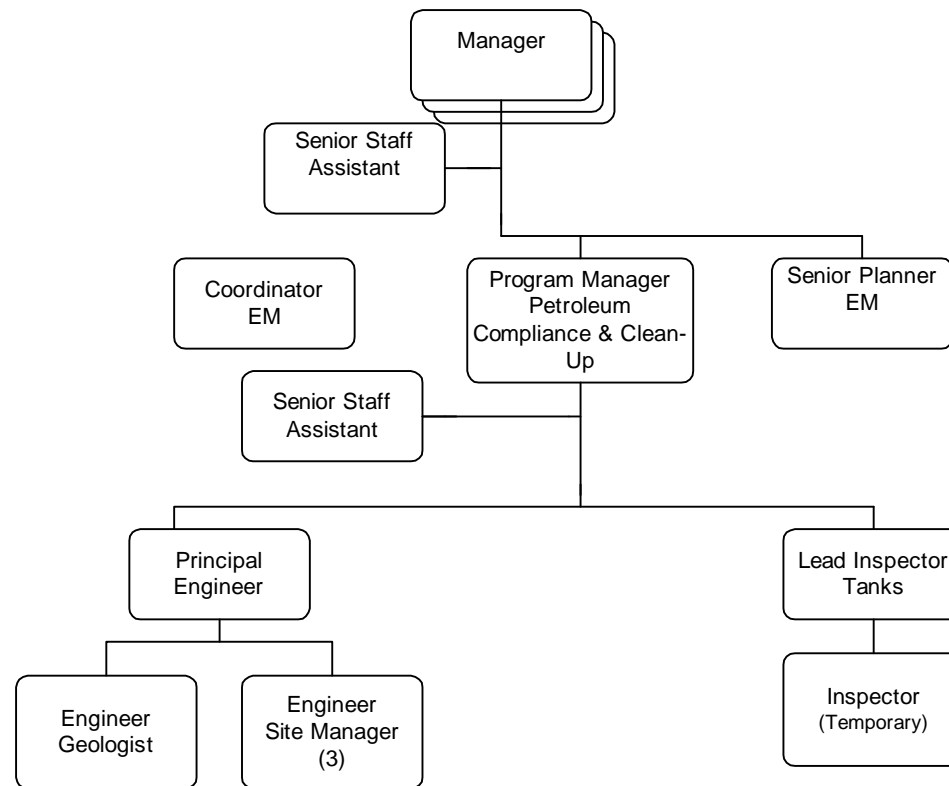 Manager
Senior Staff
Assistant
Coordinator
EM
Program Manager
Petroleum
Compliance & Clean-
Up
Senior Planner
EM
Senior Staff
Assistant
Principal
Engineer
Lead Inspector
Tanks
Engineer
Geologist
Engineer
Site Manager
(3)
Inspector
(Temporary)